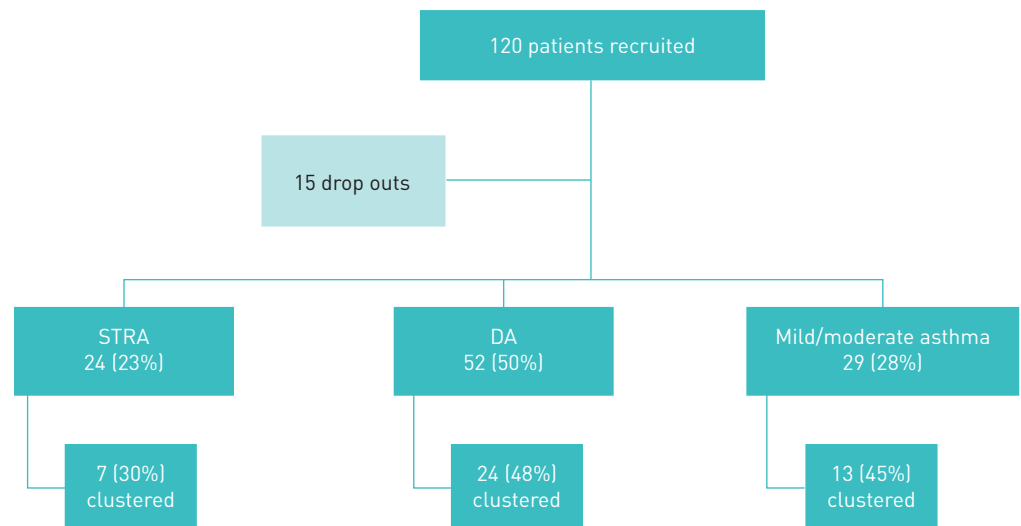 120 patients recruited
15 drop outs
STRA
24 (23%)
DA
52 (50%)
Mild/moderate asthma
29 (28%)
7 (30%)
clustered
24 (48%)
clustered
13 (45%)
clustered